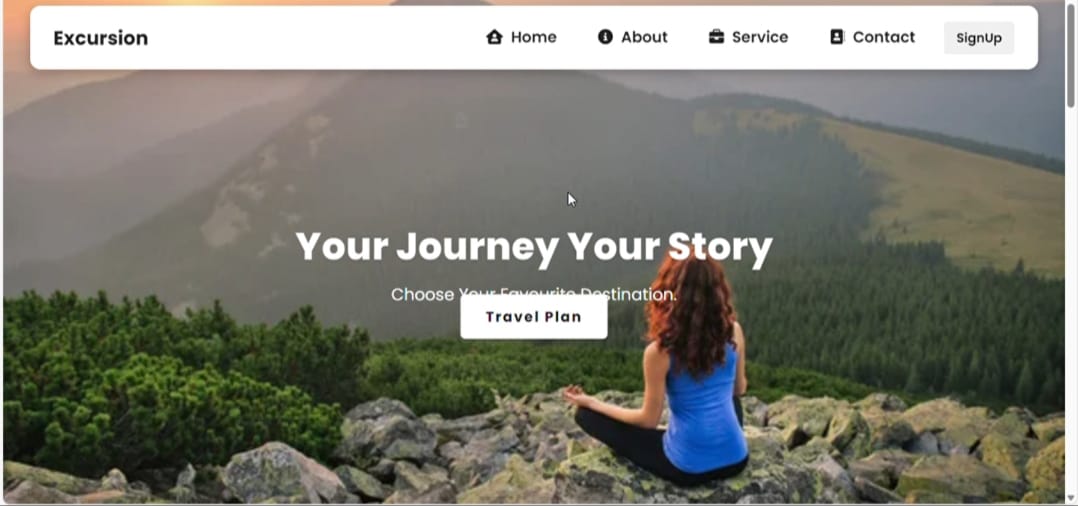 Excursion
Home
About
Service
Contact
SignUp
Your Journey Your Story
Choose Your Favourite Destination.
Travel Plan